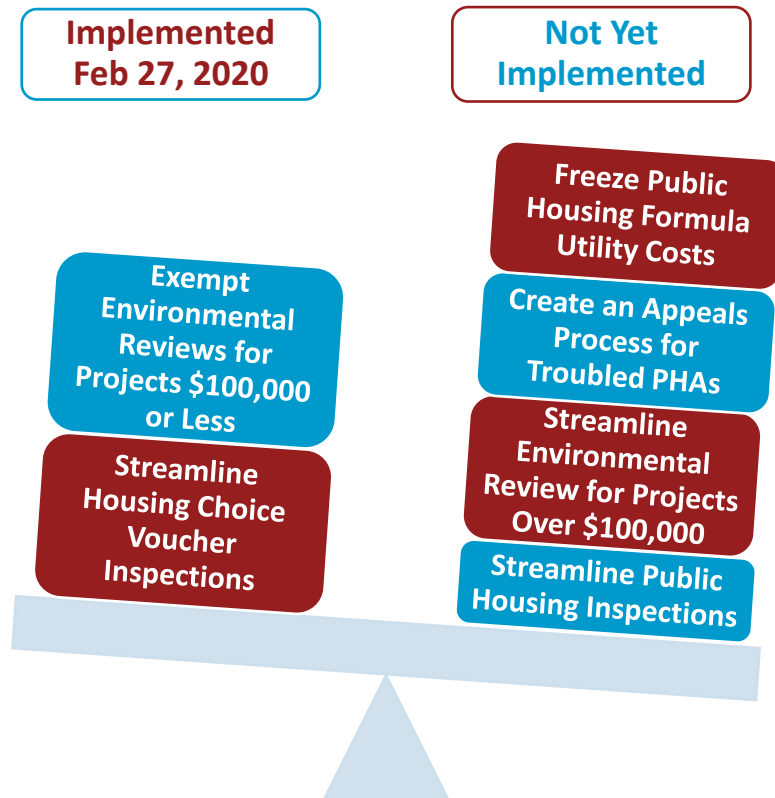 Implemented
Feb 27, 2020
Not Yet
Implemented
Exempt
Environmental
Reviews for
Projects $100,000
or Less
Streamline
Housing Choice
Voucher
Inspections
Freeze Public
Housing Formula
Utility Costs
Create an Appeals
Process for
Troubled PHAs
Streamline
Environmental
Review for Projects
Over $100,000
Streamline Public
Housing Inspections